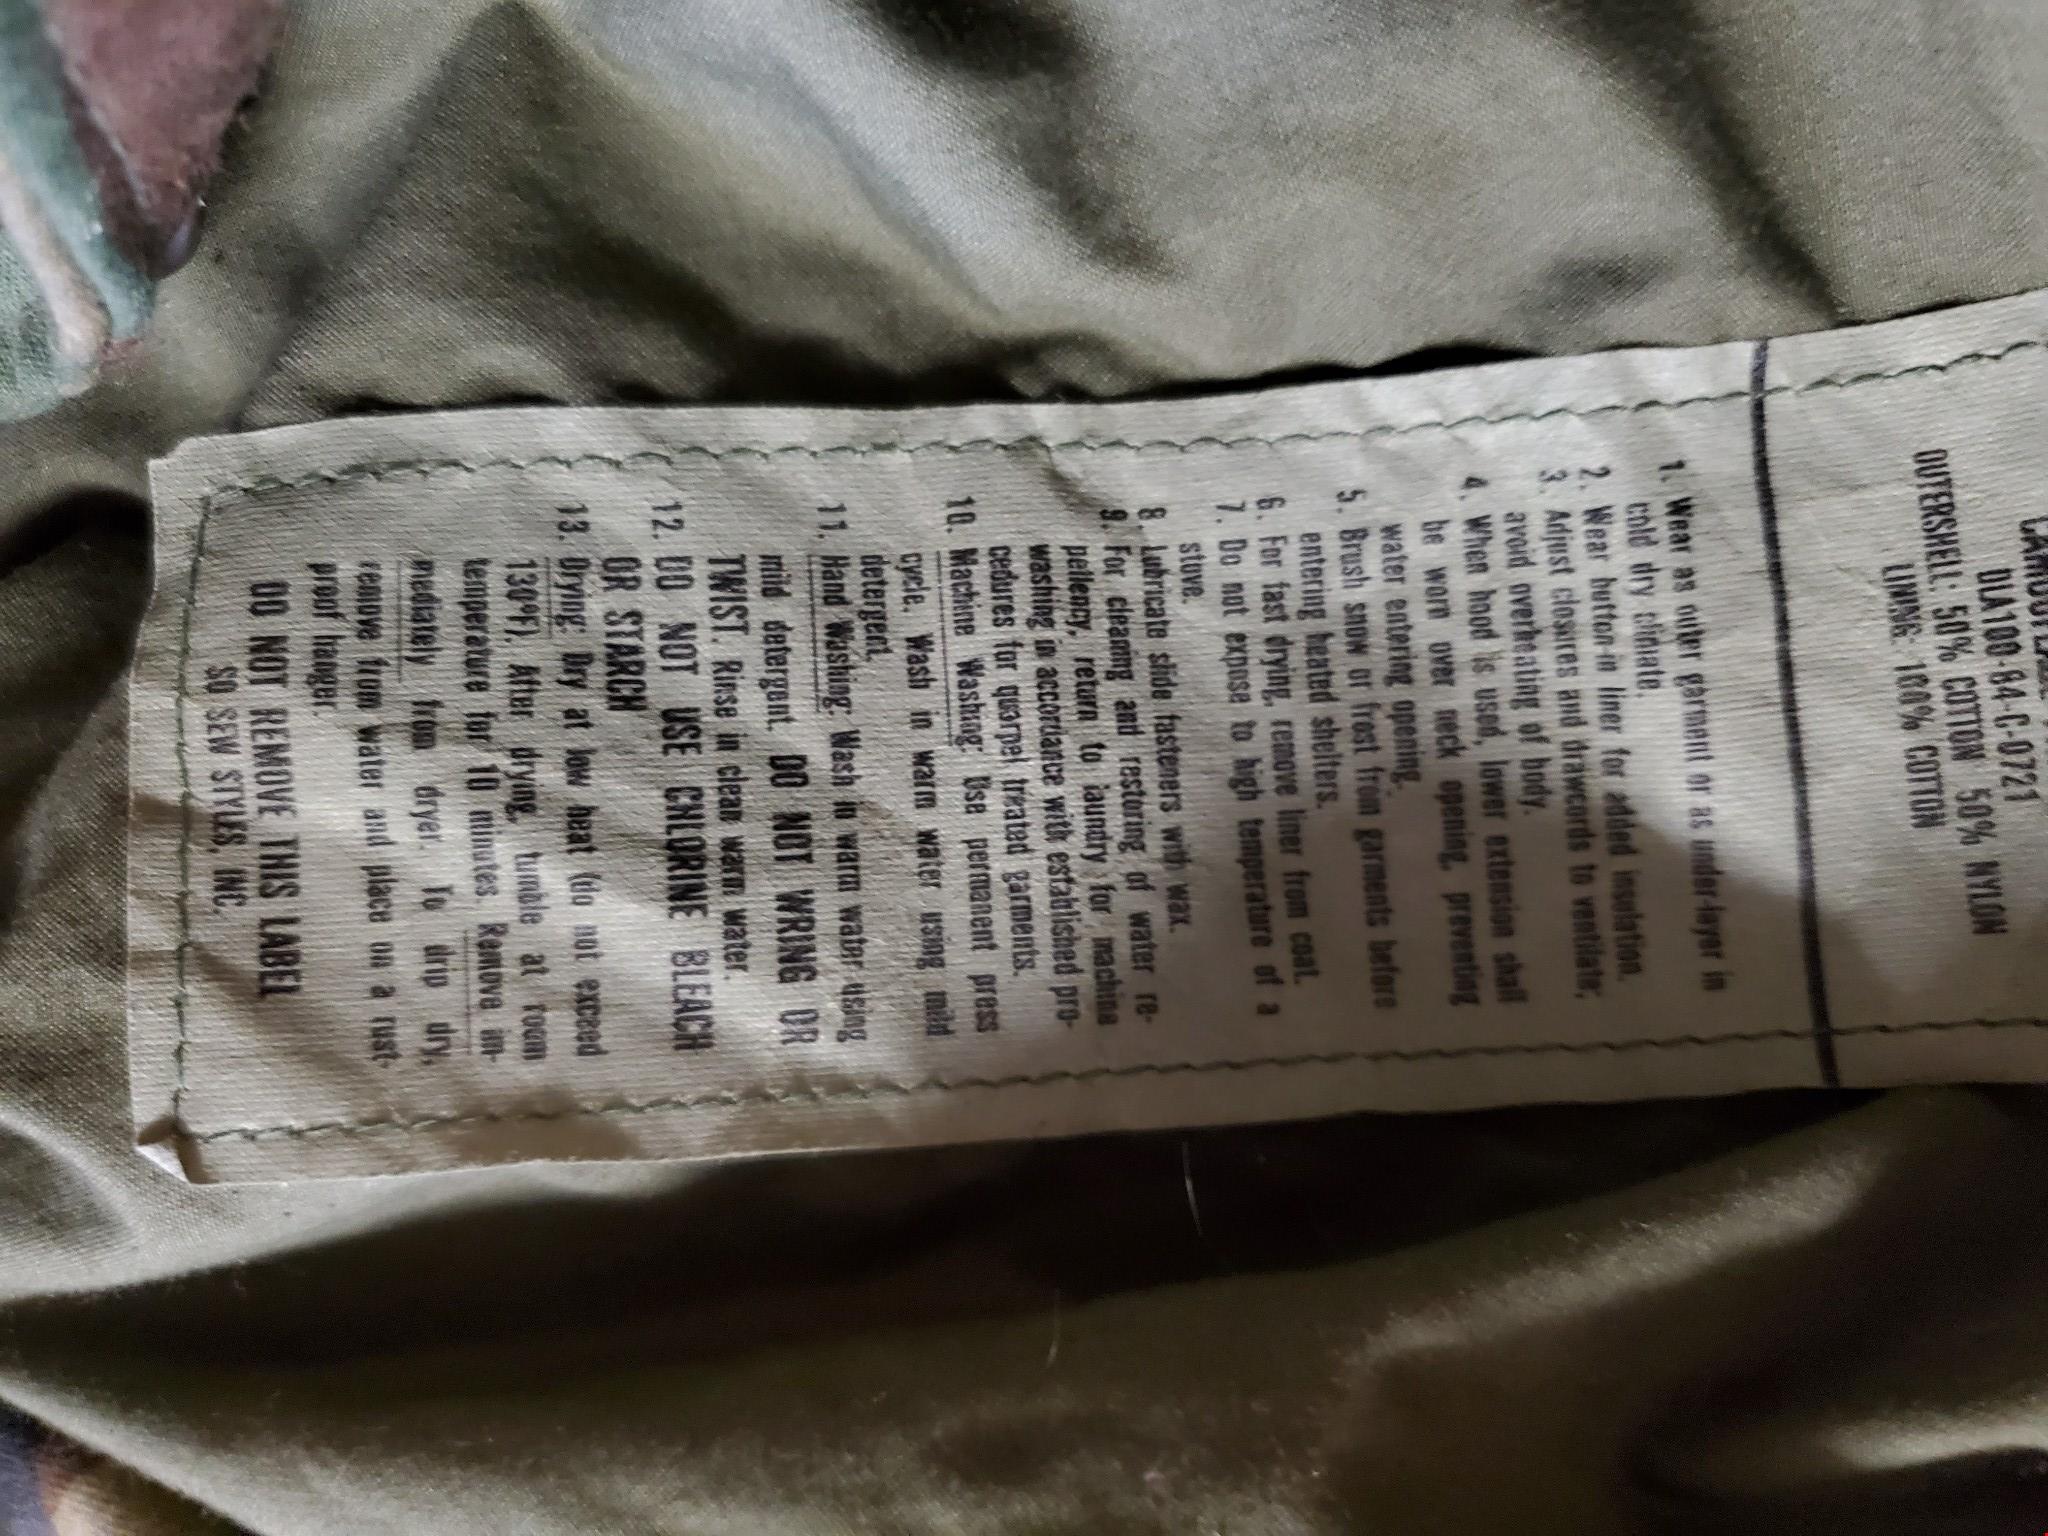 DLA100-84-C-0721
OUTERSHELL: 50% COTTON 50% NYLON
LINING: 100% COTTON
1. Wear as outer garment or as under-layer in
cold dry climate.
2. Wear button-in liner for added insulation.
3. Adjust closures and drawcords to ventilate;
avoid overheating of body.
4. When hood is used, lower extension shall
be worn over neck opening, preventing
water entering opening.
5. Brush snow or frost from garments before
entering heated shelters.
6. For fast drying, remove liner from coat.
7. Do not expose to high temperature of a
stove.
8. Lubricate slide fasteners with wax.
9. For cleaning and restoring of water re-
pellency, return to laundry for machine
washing in accordance with established pro-
cedures for quarpel treated garments.
10. Machine Washing: Use permanent press
cycle. Wash in warm water using mild
detergent.
11. Hand Washing: Wash in warm water using
mild detergent. DO NOT WRING OR
TWIST. Rinse in clean warm water.
12. DO NOT USE CHLORINE BLEACH
OR STARCH
13. Drying: Dry at low heat (do not exceed
130°F). After drying, tumble at room
temperature for 10 minutes. Remove im-
mediately from dryer. To drip dry,
remove from water and place on a rust-
proof hanger.
DO NOT REMOVE THIS LABEL
SO SEW STYLES, INC.